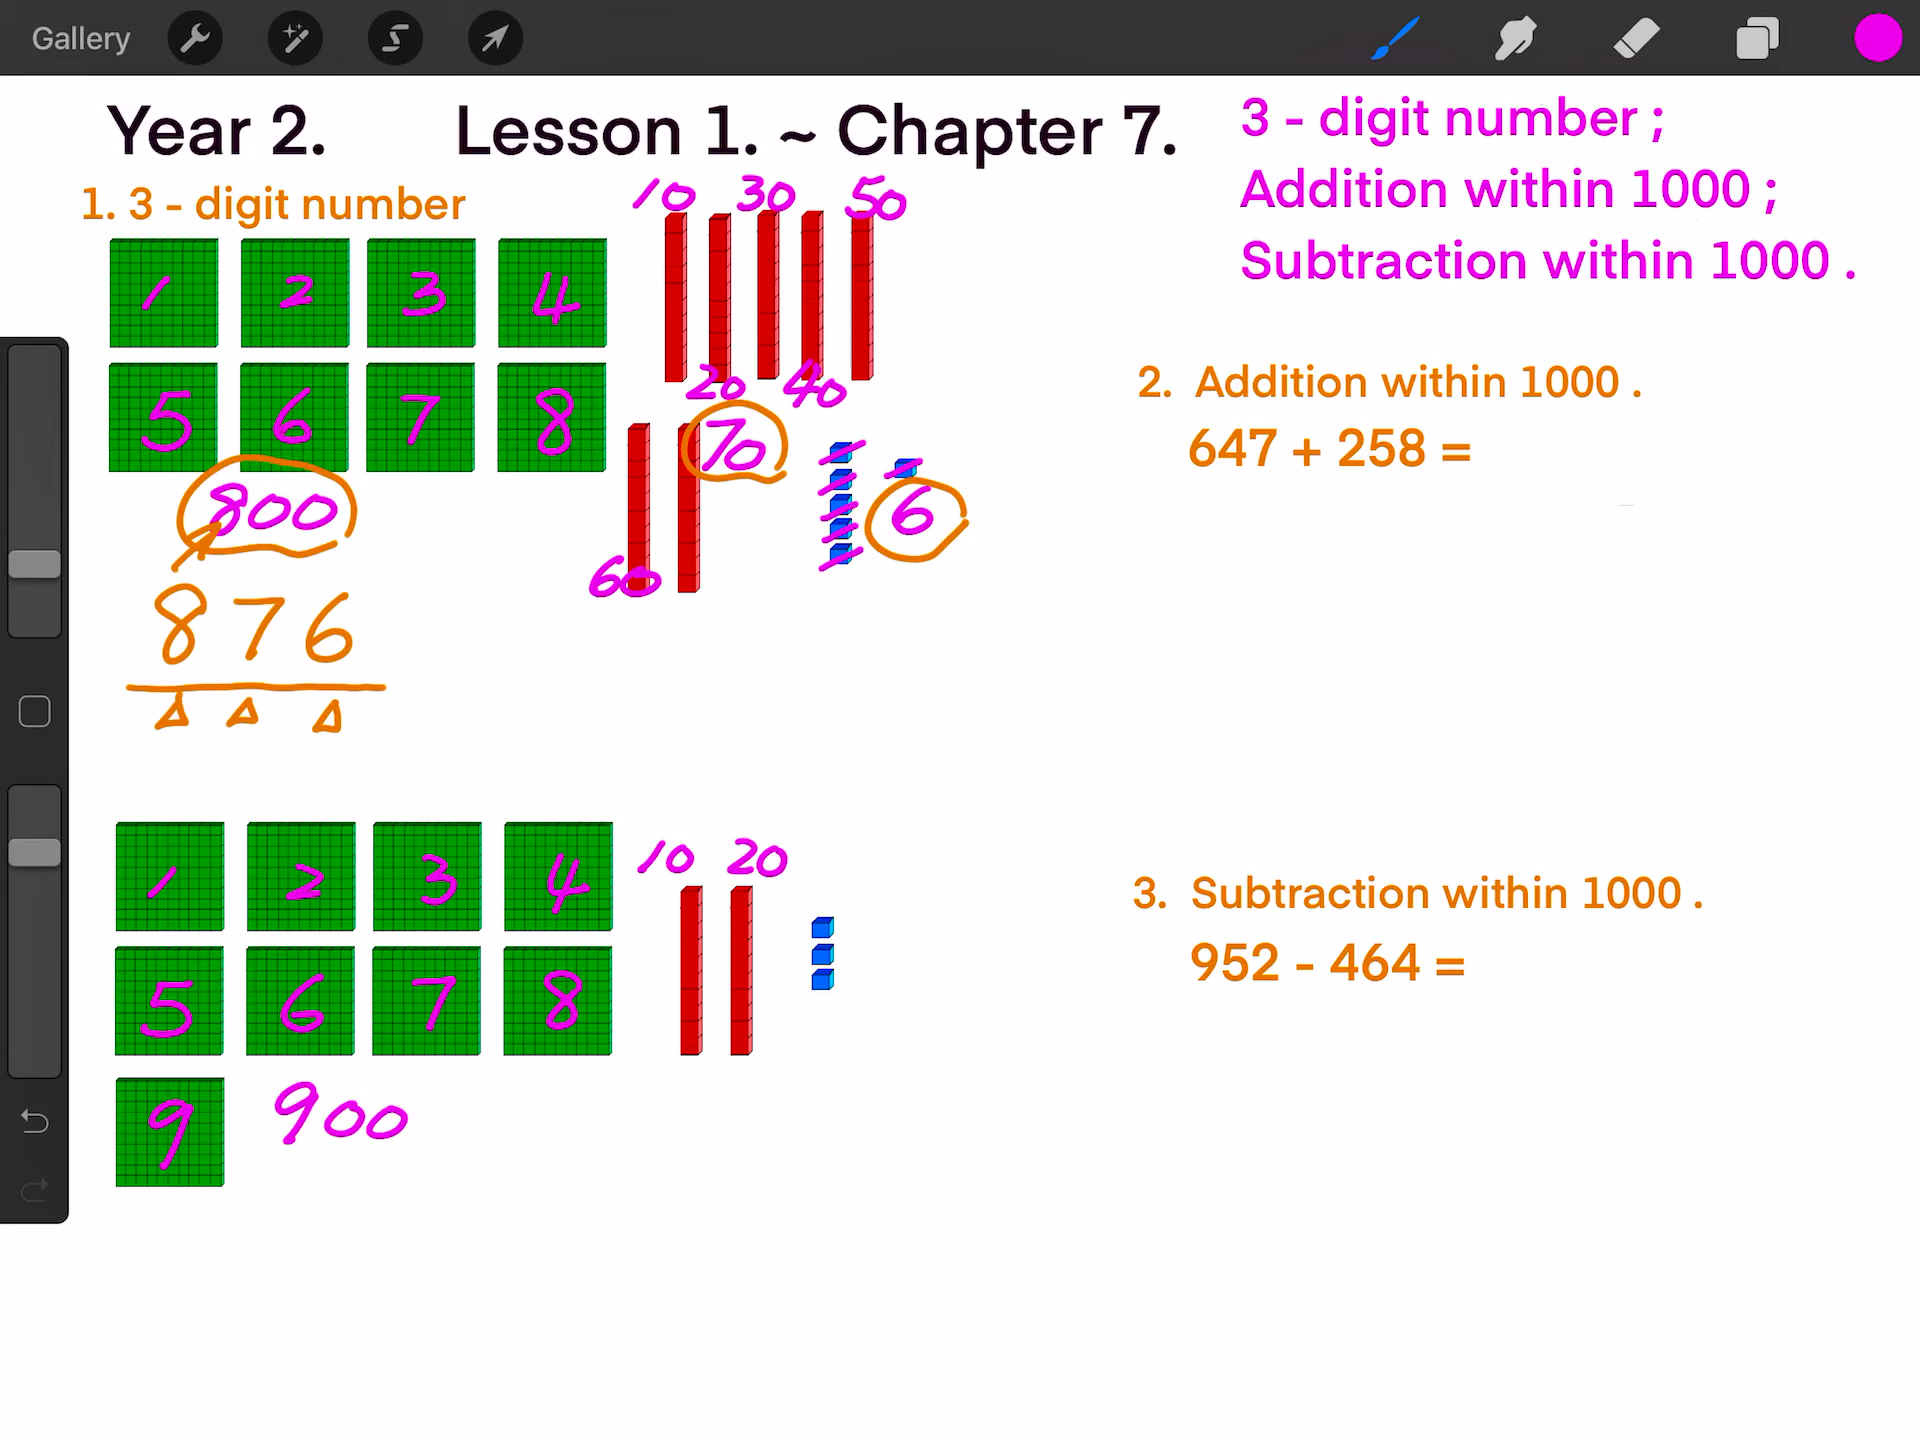 Gallery
Year 2. Lesson 1. ~ Chapter 7.
3 - digit number ;
Addition within 1000 ;
Subtraction within 1000 .
1. 3 - digit number
10 30 50
1 2 3 4
20 40
5 6 7 8
70
800
6
60
876
2. Addition within 1000 .
647 + 258 =
10 20
1 2 3 4
5 6 7 8
9 900
3. Subtraction within 1000 .
952 - 464 =